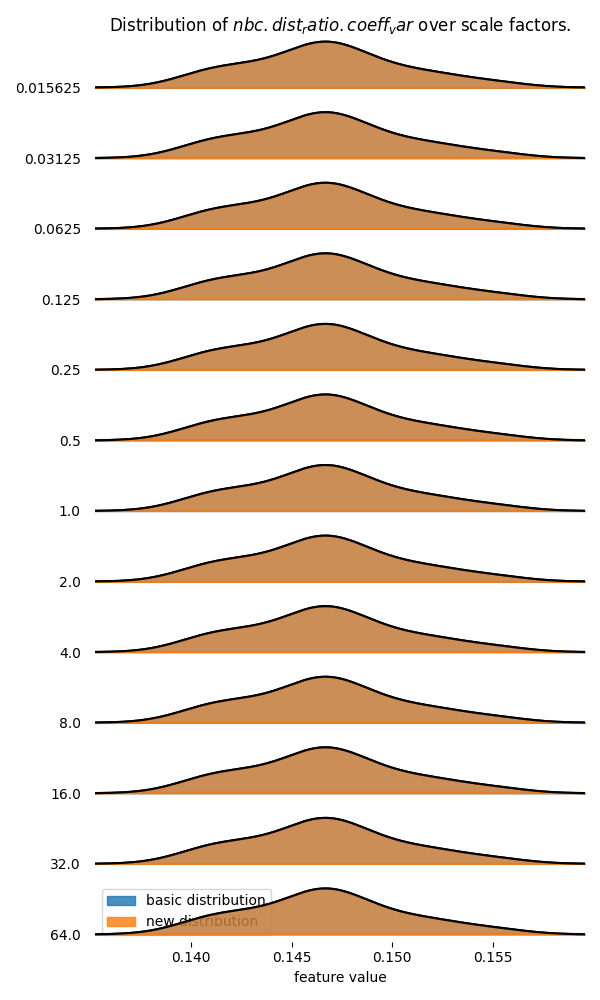 Distribution of nbc.dist_ratio.coeff_var over scale factors.
0.015625
0.03125
0.0625
0.125
0.25
0.5
1.0
2.0
4.0
8.0
16.0
32.0
basic distribution
new distribution
64.0
0.140 0.145 0.150 0.155
feature value